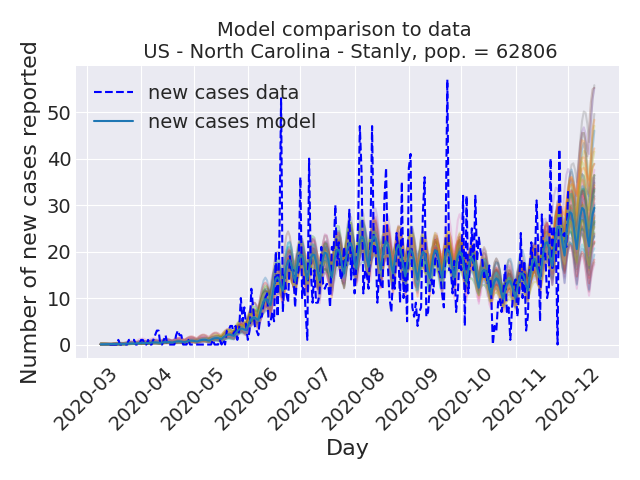 Model comparison to data
US - North Carolina - Stanly, pop. = 62806
Number of new cases reported
50
40
30
20
10
0
new cases data
new cases model
2020-03
2020-04
2020-05
2020-06
2020-07
2020-08
2020-09
2020-10
2020-11
2020-12
Day